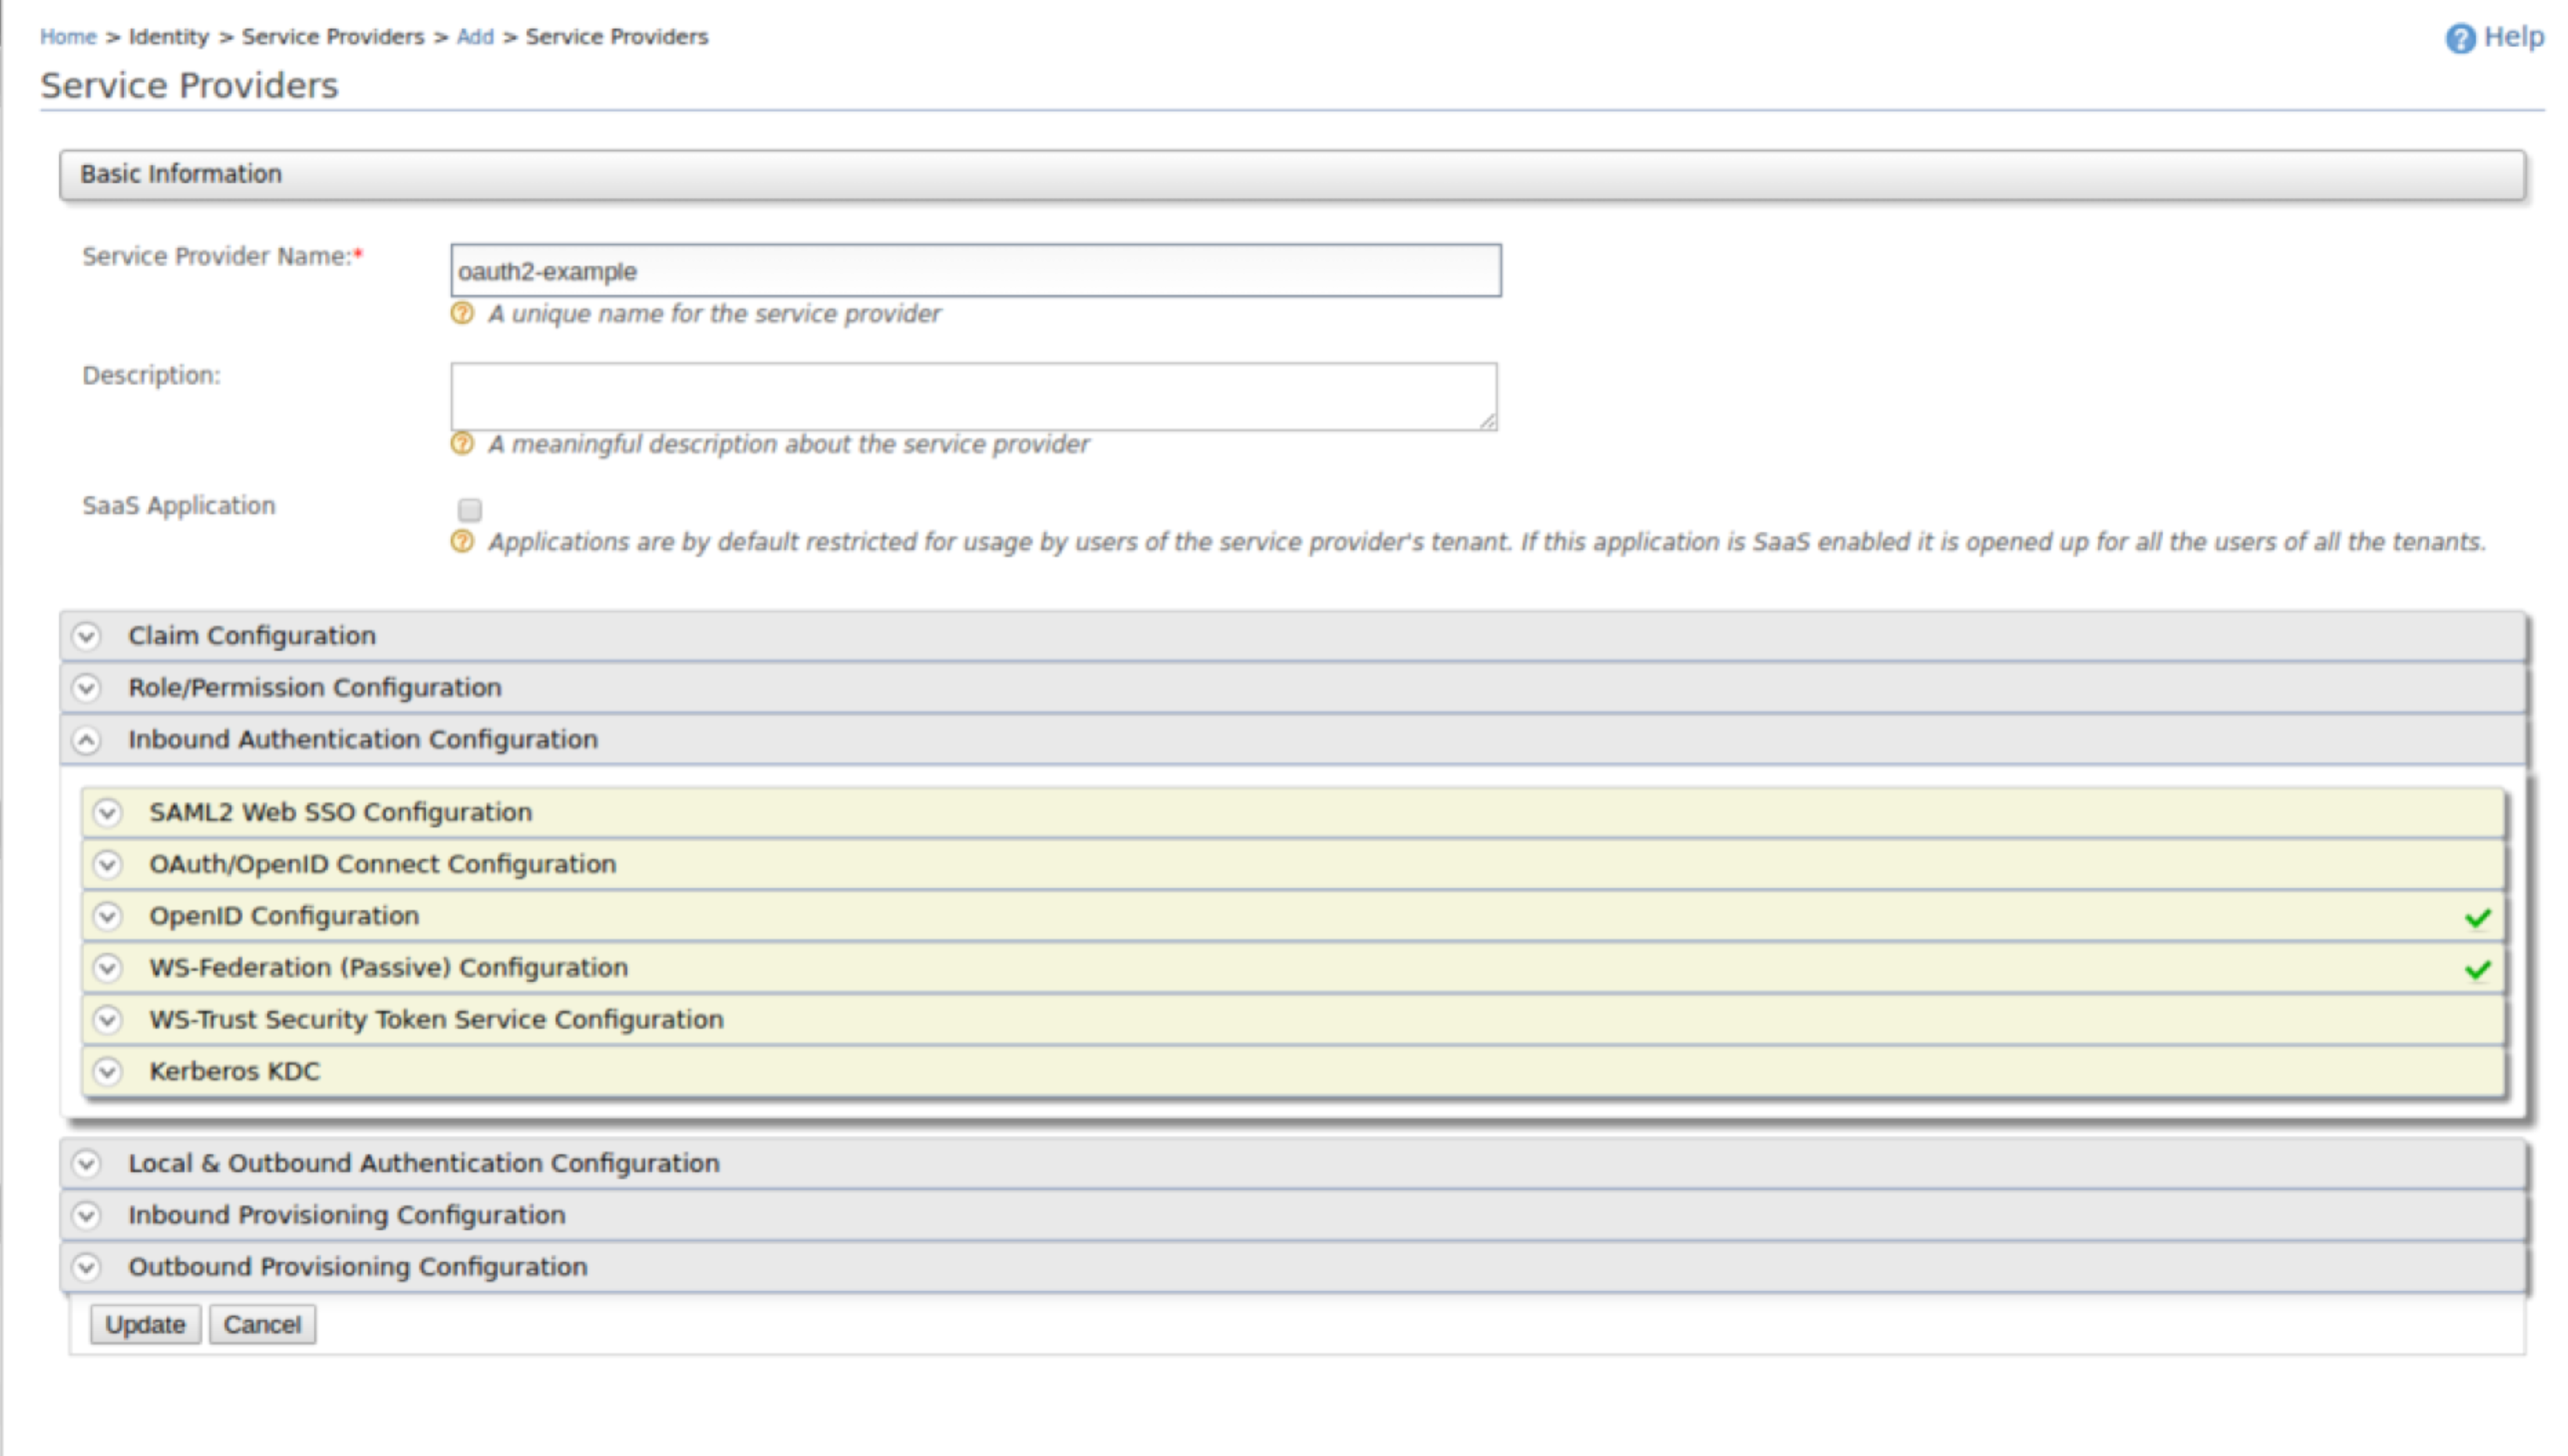 Home > Identity > Service Providers > Add > Service Providers
Help
Service Providers
Basic Information
Service Provider Name:*
oauth2-example
A unique name for the service provider
Description:
A meaningful description about the service provider
SaaS Application
Applications are by default restricted for usage by users of the service provider's tenant. If this application is SaaS enabled it is opened up for all the users of all the tenants.
Claim Configuration
Role/Permission Configuration
Inbound Authentication Configuration
SAML2 Web SSO Configuration
OAuth/OpenID Connect Configuration
OpenID Configuration
WS-Federation (Passive) Configuration
WS-Trust Security Token Service Configuration
Kerberos KDC
Local & Outbound Authentication Configuration
Inbound Provisioning Configuration
Outbound Provisioning Configuration
Update Cancel